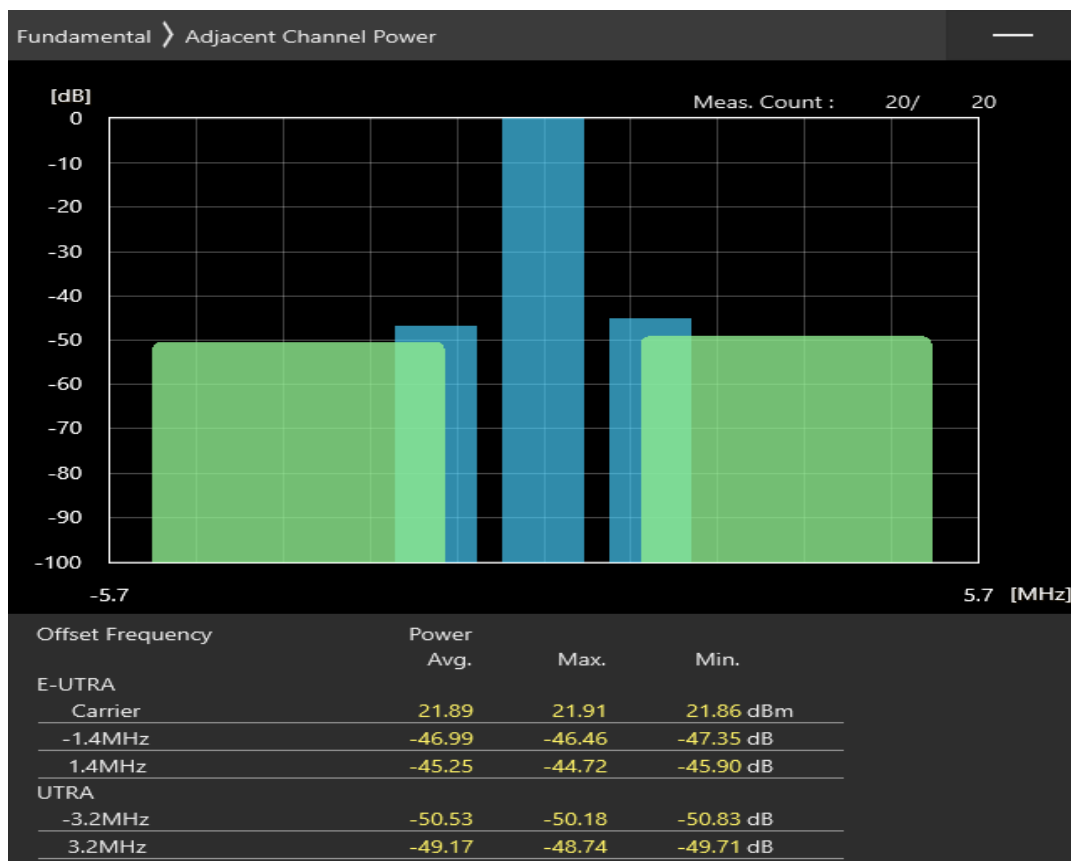 Fundamental 〉 Adjacent Channel Power
[dB]
Meas. Count : 20/ 20
0
-10
-20
-30
-40
-50
-60
-70
-80
-90
-100
-5.7 5.7 [MHz]
Offset Frequency Power
Avg. Max. Min.
E-UTRA
Carrier 21.89 21.91 21.86 dBm
-1.4MHz -46.99 -46.46 -47.35 dB
1.4MHz -45.25 -44.72 -45.90 dB
UTRA
-3.2MHz -50.53 -50.18 -50.83 dB
3.2MHz -49.17 -48.74 -49.71 dB